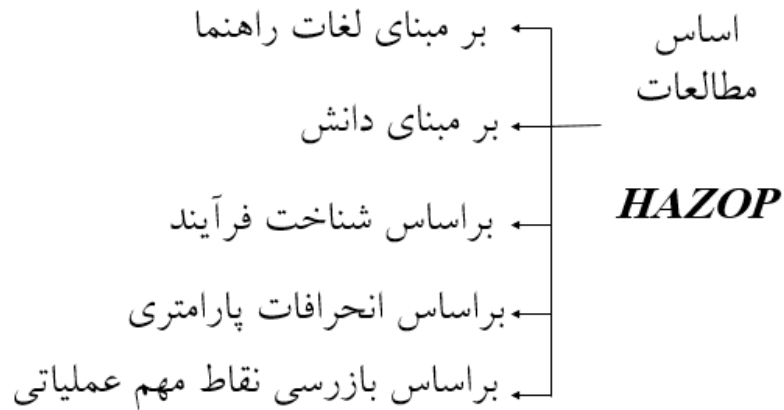 اساس
مطالعات
HAZOP
بر مبنای لغات راهنما
بر مبنای دانش
براساس شناخت فرآیند
براساس انحرافات پارامتری
براساس بازرسی نقاط مهم عملیاتی